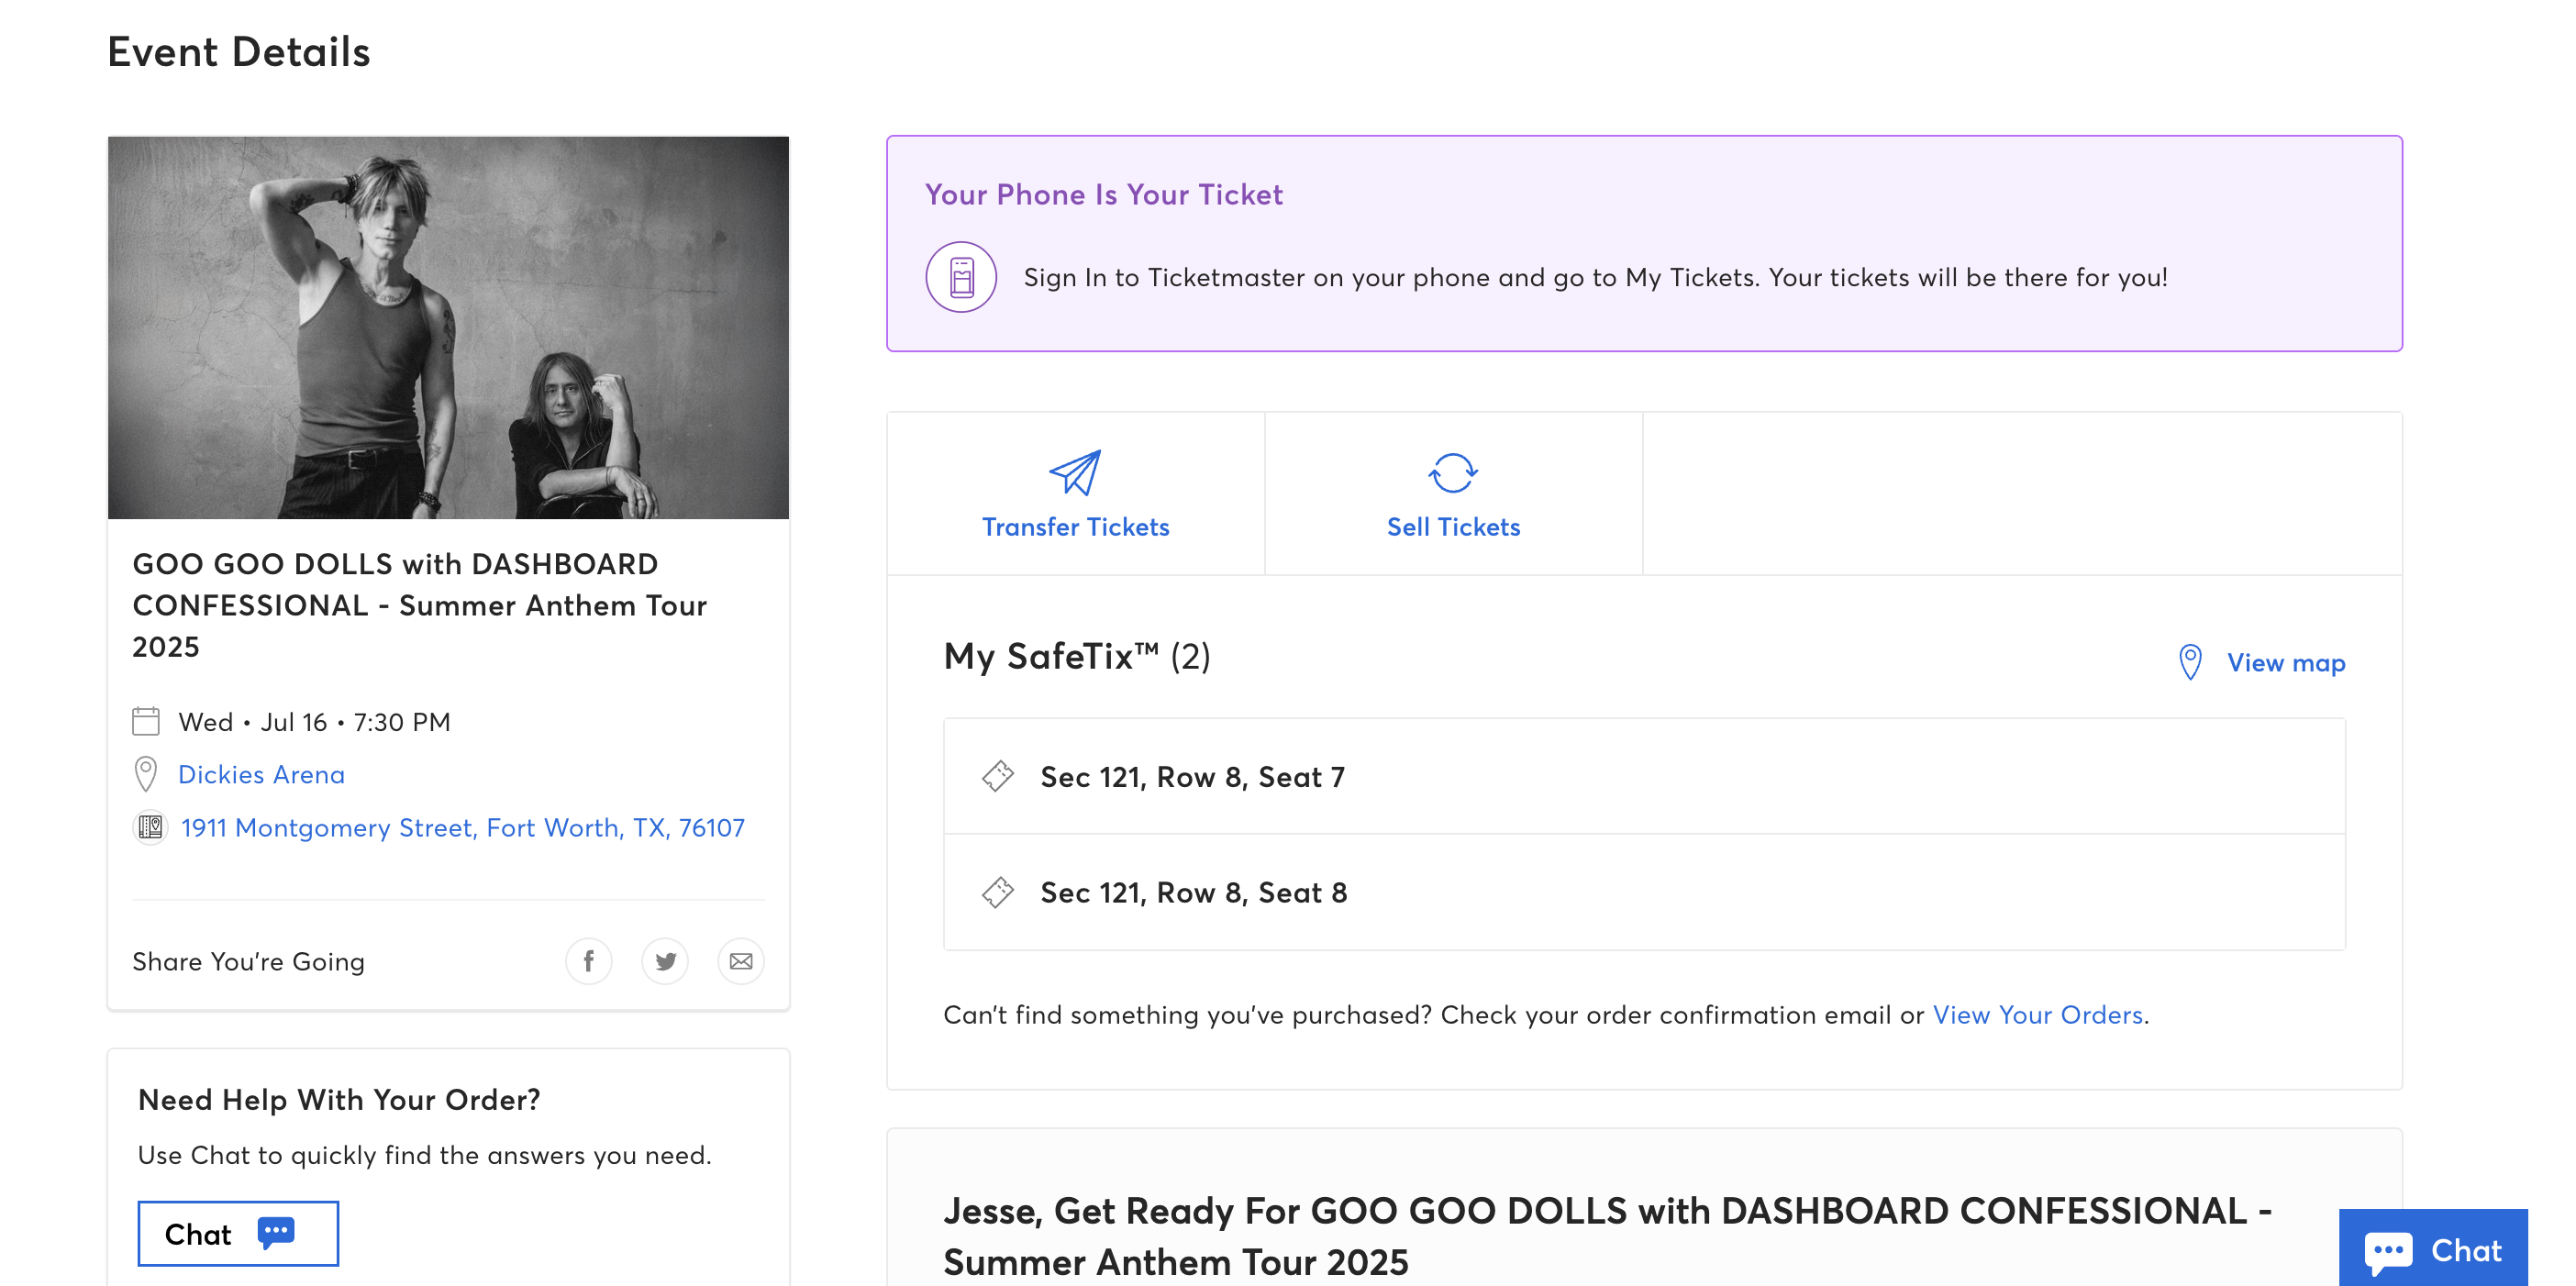 Event Details
GOO GOO DOLLS with DASHBOARD
CONFESSIONAL - Summer Anthem Tour
2025
Wed • Jul 16 • 7:30 PM
Dickies Arena
1911 Montgomery Street, Fort Worth, TX, 76107
Share You're Going
Need Help With Your Order?
Use Chat to quickly find the answers you need.
Chat
Your Phone Is Your Ticket
Sign In to Ticketmaster on your phone and go to My Tickets. Your tickets will be there for you!
Transfer Tickets
Sell Tickets
My SafeTix™ (2)
View map
Sec 121, Row 8, Seat 7
Sec 121, Row 8, Seat 8
Can't find something you've purchased? Check your order confirmation email or View Your Orders.
Jesse, Get Ready For GOO GOO DOLLS with DASHBOARD CONFESSIONAL -
Summer Anthem Tour 2025
Chat